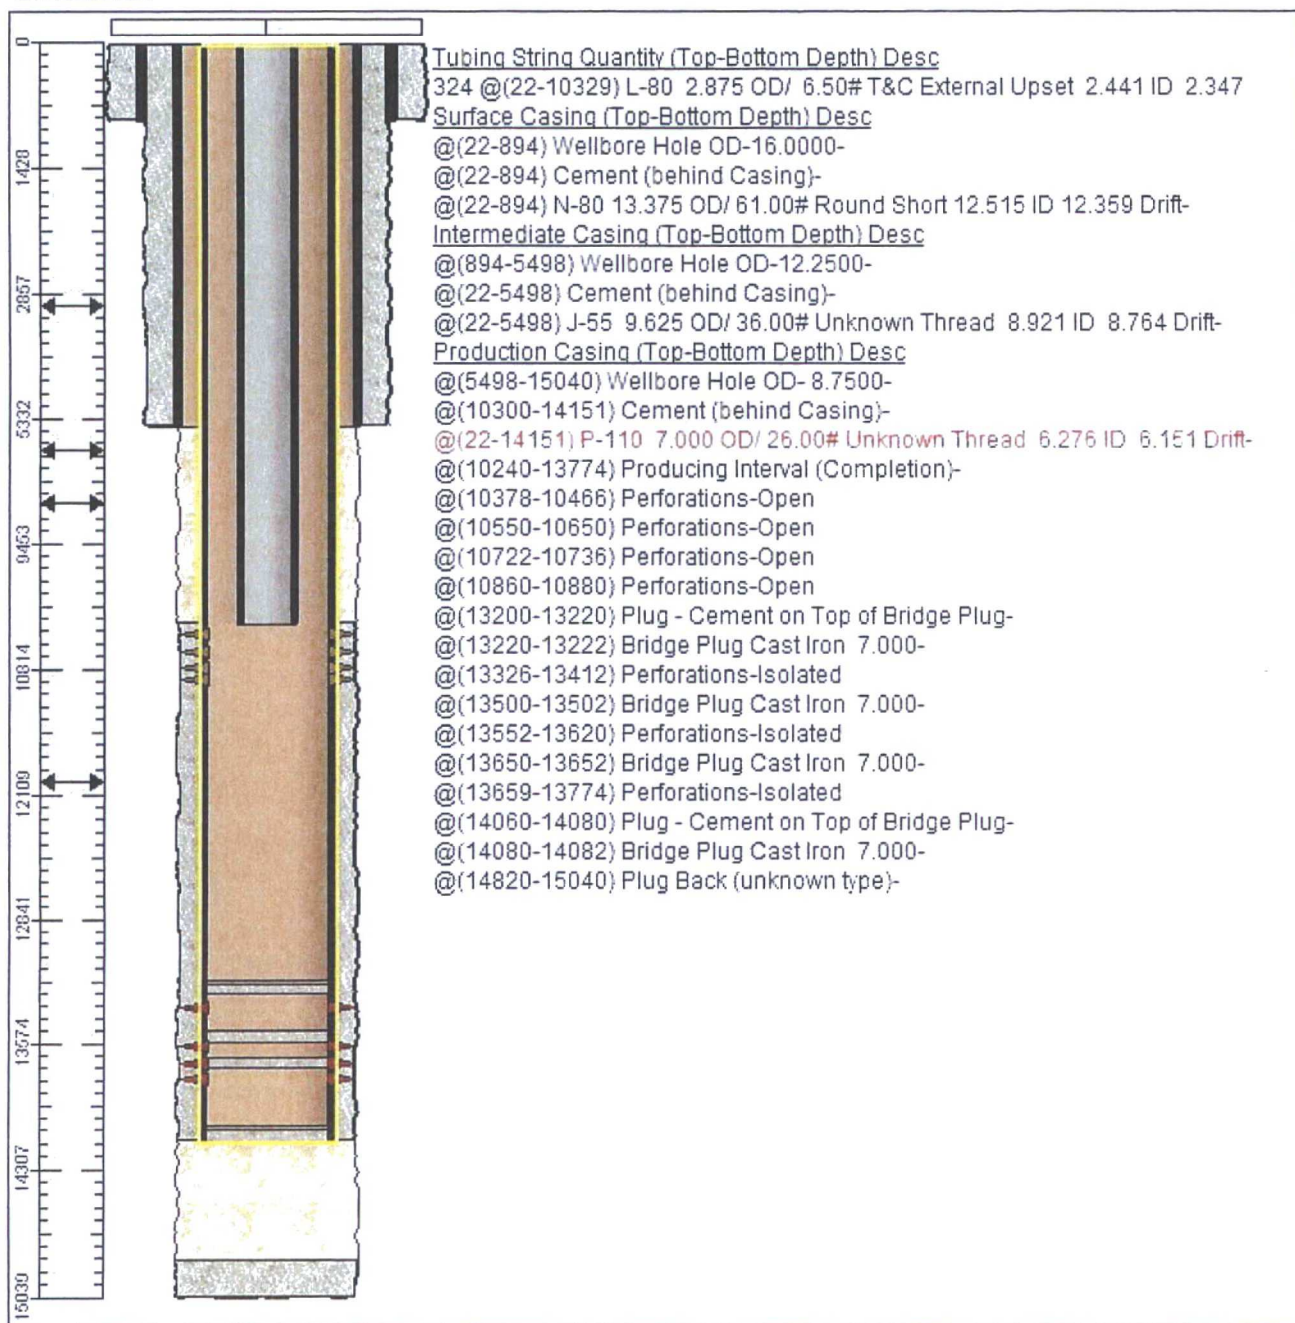 Tubing String Quantity (Top-Bottom Depth) Desc
324 @(22-10329) L-80 2.875 OD/ 6.50# T&C External Upset 2.441 ID 2.347
Surface Casing (Top-Bottom Depth) Desc
@(22-894) Wellbore Hole OD-16.0000-
@(22-894) Cement (behind Casing)-
@(22-894) N-80 13.375 OD/ 61.00# Round Short 12.515 ID 12.359 Drift-
Intermediate Casing (Top-Bottom Depth) Desc
@(894-5498) Wellbore Hole OD-12.2500-
@(22-5498) Cement (behind Casing)-
@(22-5498) J-55 9.625 OD/ 36.00# Unknown Thread 8.921 ID 8.764 Drift-
Production Casing (Top-Bottom Depth) Desc
@(5498-15040) Wellbore Hole OD- 8.7500-
@(10300-14151) Cement (behind Casing)-
@(22-14151) P-110 7.000 OD/ 26.00# Unknown Thread 6.276 ID 6.151 Drift-
@(10240-13774) Producing Interval (Completion)-
@(10378-10466) Perforations-Open
@(10550-10650) Perforations-Open
@(10722-10736) Perforations-Open
@(10860-10880) Perforations-Open
@(13200-13220) Plug - Cement on Top of Bridge Plug-
@(13220-13222) Bridge Plug Cast Iron 7.000-
@(13326-13412) Perforations-Isolated
@(13500-13502) Bridge Plug Cast Iron 7.000-
@(13552-13620) Perforations-Isolated
@(13650-13652) Bridge Plug Cast Iron 7.000-
@(13659-13774) Perforations-Isolated
@(14060-14080) Plug - Cement on Top of Bridge Plug-
@(14080-14082) Bridge Plug Cast Iron 7.000-
@(14820-15040) Plug Back (unknown type)-
0
1428
2857
5332
9453
10814
12109
12841
13574
14307
15039